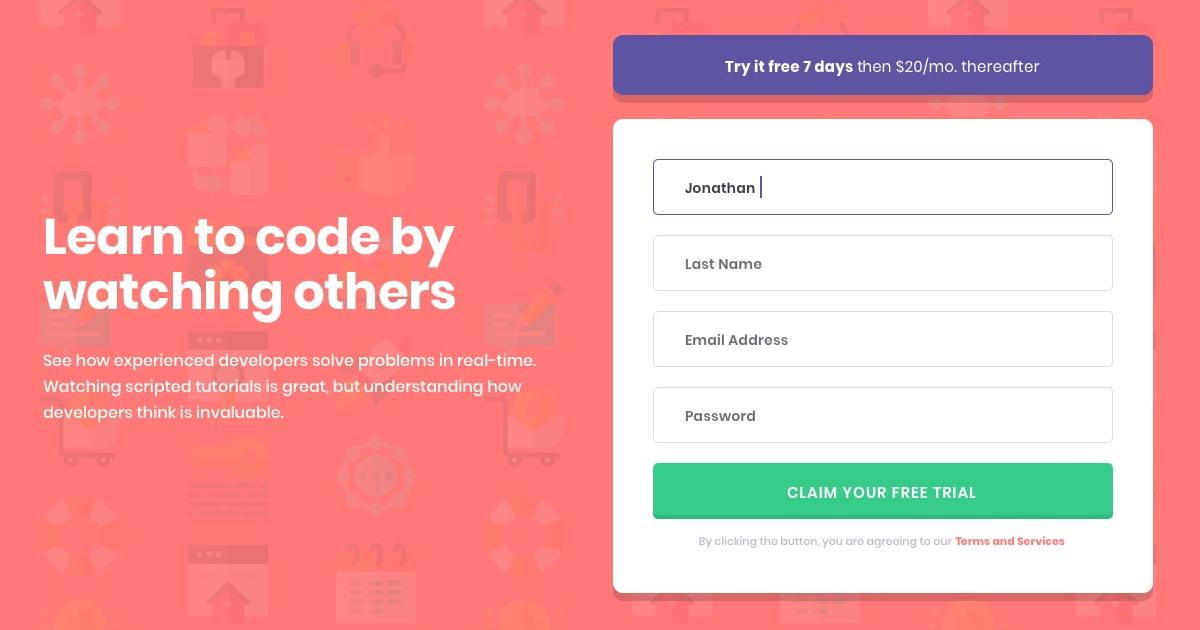 Learn to code by
watching others
See how experienced developers solve problems in real-time.
Watching scripted tutorials is great, but understanding how
developers think is invaluable.
Try it free 7 days then $20/mo. thereafter
Jonathan
Last Name
Email Address
Password
CLAIM YOUR FREE TRIAL
By clicking the button, you are agreeing to our Terms and Services